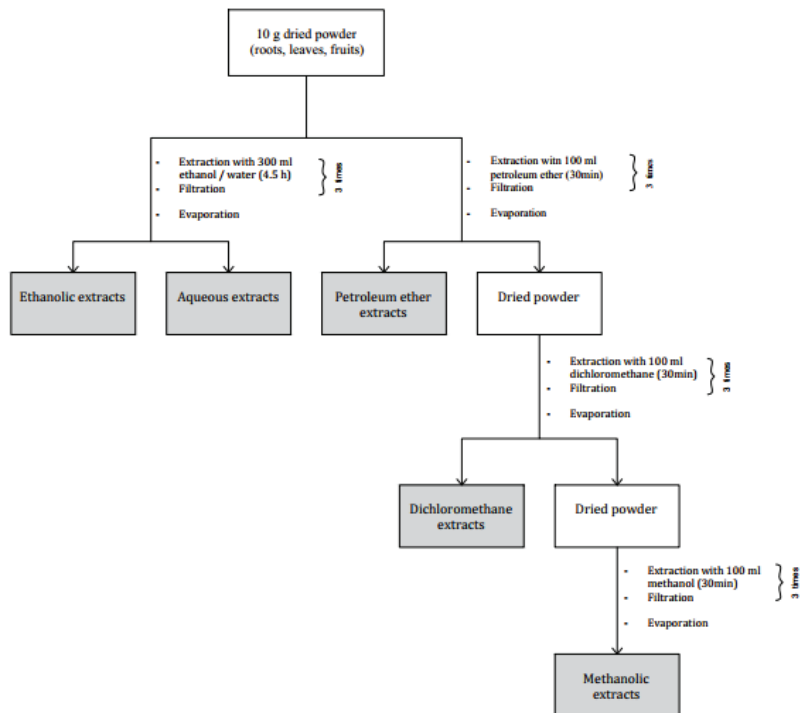 10 g dried powder
(roots, leaves, fruits)
- Extraction with 300 ml
ethanol / water (4.5 h)
- Filtration
3 times
- Evaporation
- Extraction witn 100 ml
petroleum ether (30min)
- Filtration
3 times
- Evaporation
Ethanolic extracts
Aqueous extracts
Petroleum ether
extracts
Dried powder
- Extraction with 100 ml
dichloromethane (30min)
- Filtration
3 times
- Evaporation
Dichloromethane
extracts
Dried powder
- Extraction with 100 ml
methanol (30min)
- Filtration
3 times
- Evaporation
Methanolic
extracts